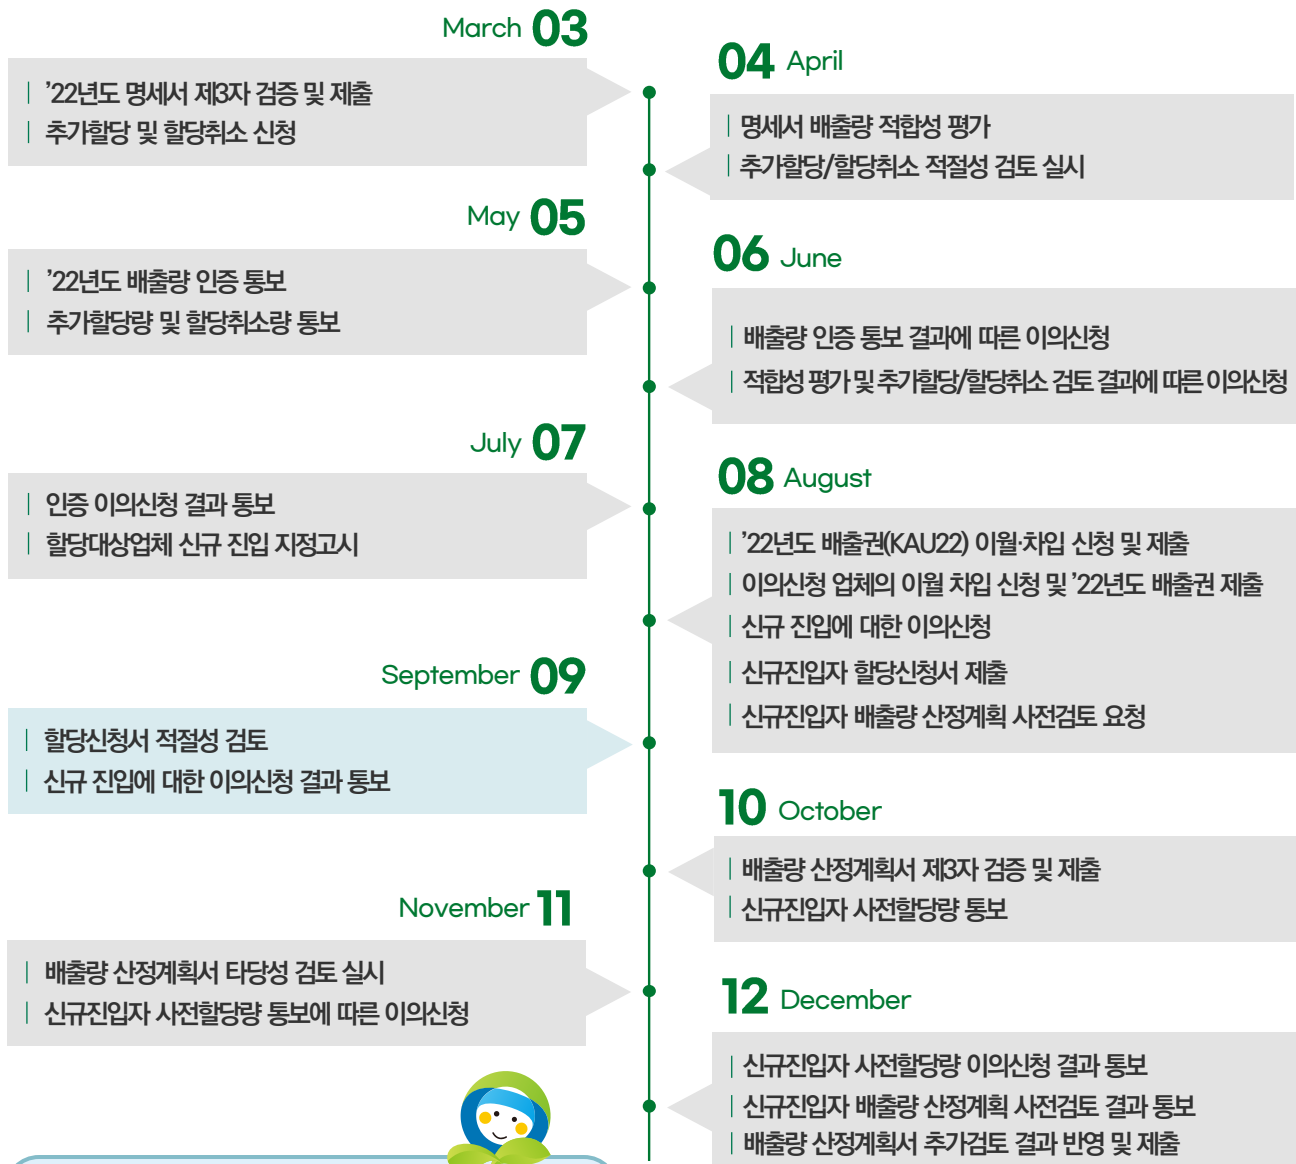 March 03
’22년도 명세서 제3자 검증 및 제출
추가할당 및 할당취소 신청
04 April
명세서 배출량 적합성 평가
추가할당/할당취소 적절성 검토 실시
May 05
’22년도 배출량 인증 통보
추가할당량 및 할당취소량 통보
06 June
배출량 인증 통보 결과에 따른 이의신청
적합성 평가 및 추가할당/할당취소 검토 결과에 따른 이의신청
July 07
인증 이의신청 결과 통보
할당대상업체 신규 진입 지정고시
08 August
’22년도 배출권(KAU22) 이월·차입 신청 및 제출
이의신청 업체의 이월 차입 신청 및 ’22년도 배출권 제출
신규 진입에 대한 이의신청
신규진입자 할당신청서 제출
신규진입자 배출량 산정계획 사전검토 요청
September 09
할당신청서 적절성 검토
신규 진입에 대한 이의신청 결과 통보
10 October
배출량 산정계획서 제3자 검증 및 제출
신규진입자 사전할당량 통보
November 11
배출량 산정계획서 타당성 검토 실시
신규진입자 사전할당량 통보에 따른 이의신청
12 December
신규진입자 사전할당량 이의신청 결과 통보
신규진입자 배출량 산정계획 사전검토 결과 통보
배출량 산정계획서 추가검토 결과 반영 및 제출